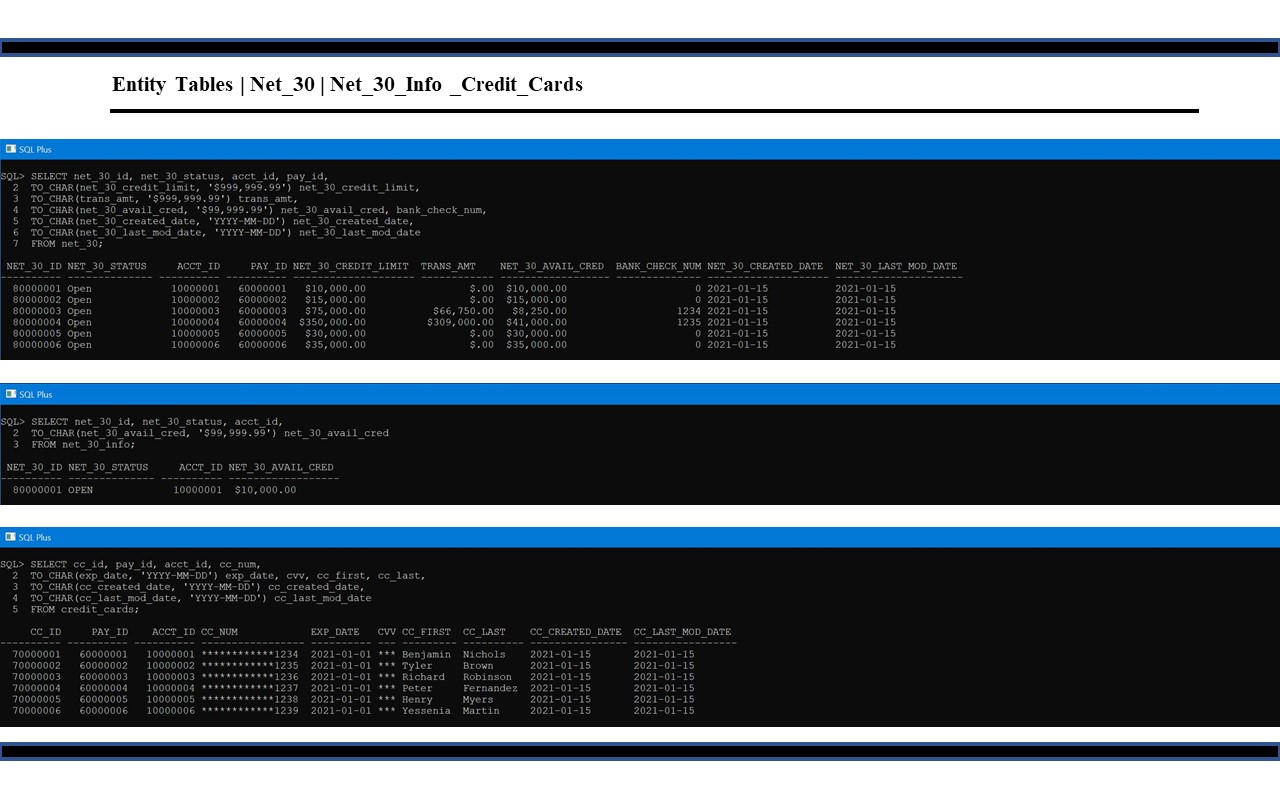 Entity Tables | Net_30 | Net_30_Info _Credit_Cards
SQL Plus
SQL> SELECT net_30_id, net_30_status, acct_id, pay_id,
2 TO_CHAR(net_30_credit_limit, '$999,999.99') net_30_credit_limit,
3 TO_CHAR(trans_amt, '$999,999.99') trans_amt,
4 TO_CHAR(net_30_avail_cred, '$99,999.99') net_30_avail_cred, bank_check_num,
5 TO_CHAR(net_30_created_date, 'YYYY-MM-DD') net_30_created_date,
6 TO_CHAR(net_30_last_mod_date, 'YYYY-MM-DD') net_30_last_mod_date
7 FROM net_30;
NET_30_ID NET_30_STATUS ACCT_ID PAY_ID NET_30_CREDIT_LIMIT TRANS_AMT NET_30_AVAIL_CRED BANK_CHECK_NUM NET_30_CREATED_DATE NET_30_LAST_MOD_DATE
---------- -------------- ---------- ---------- -------------------- ------------ ------------------ -------------- ------------------- --------------------
80000001 Open 10000001 60000001 $10,000.00 $.00 $10,000.00 0 2021-01-15 2021-01-15
80000002 Open 10000002 60000002 $15,000.00 $.00 $15,000.00 0 2021-01-15 2021-01-15
80000003 Open 10000003 60000003 $75,000.00 $66,750.00 $8,250.00 1234 2021-01-15 2021-01-15
80000004 Open 10000004 60000004 $350,000.00 $309,000.00 $41,000.00 1235 2021-01-15 2021-01-15
80000005 Open 10000005 60000005 $30,000.00 $.00 $30,000.00 0 2021-01-15 2021-01-15
80000006 Open 10000006 60000006 $35,000.00 $.00 $35,000.00 0 2021-01-15 2021-01-15
SQL Plus
SQL> SELECT net_30_id, net_30_status, acct_id,
2 TO_CHAR(net_30_avail_cred, '$99,999.99') net_30_avail_cred
3 FROM net_30_info;
NET_30_ID NET_30_STATUS ACCT_ID NET_30_AVAIL_CRED
---------- -------------- ---------- ------------------
80000001 OPEN 10000001 $10,000.00
SQL Plus
SQL> SELECT cc_id, pay_id, acct_id, cc_num,
2 TO_CHAR(exp_date, 'YYYY-MM-DD') exp_date, cvv, cc_first, cc_last,
3 TO_CHAR(cc_created_date, 'YYYY-MM-DD') cc_created_date,
4 TO_CHAR(cc_last_mod_date, 'YYYY-MM-DD') cc_last_mod_date
5 FROM credit_cards;
CC_ID PAY_ID ACCT_ID CC_NUM EXP_DATE CVV CC_FIRST CC_LAST CC_CREATED_DATE CC_LAST_MOD_DATE
---------- ---------- ---------- ----------------- ---------- --- -------- ---------- ---------------- -----------------
70000001 60000001 10000001 ************1234 2021-01-01 *** Benjamin Nichols 2021-01-15 2021-01-15
70000002 60000002 10000002 ************1235 2021-01-01 *** Tyler Brown 2021-01-15 2021-01-15
70000003 60000003 10000003 ************1236 2021-01-01 *** Richard Robinson 2021-01-15 2021-01-15
70000004 60000004 10000004 ************1237 2021-01-01 *** Peter Fernandez 2021-01-15 2021-01-15
70000005 60000005 10000005 ************1238 2021-01-01 *** Henry Myers 2021-01-15 2021-01-15
70000006 60000006 10000006 ************1239 2021-01-01 *** Yessenia Martin 2021-01-15 2021-01-15